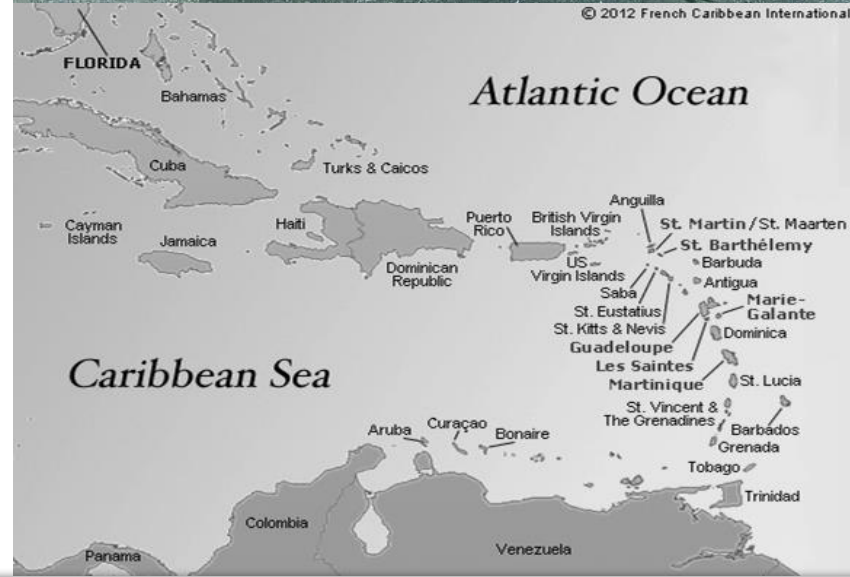 © 2012 French Caribbean International
FLORIDA
Bahamas
Atlantic Ocean
Cuba
Turks & Caicos
Cayman
Islands
Jamaica
Haiti
Dominican
Republic
Puerto
Rico
British Virgin
Islands
US
Virgin Islands
Anguilla
St. Martin/St. Maarten
St. Barthélemy
Barbuda
Antigua
Saba
St. Eustatius
St. Kitts & Nevis
Marie-
Galante
Guadeloupe
Dominica
Les Saintes
Martinique
St. Lucia
Caribbean Sea
St. Vincent &
The Grenadines
Barbados
Grenada
Aruba
Curaçao
Bonaire
Tobago
Trinidad
Colombia
Venezuela
Panama